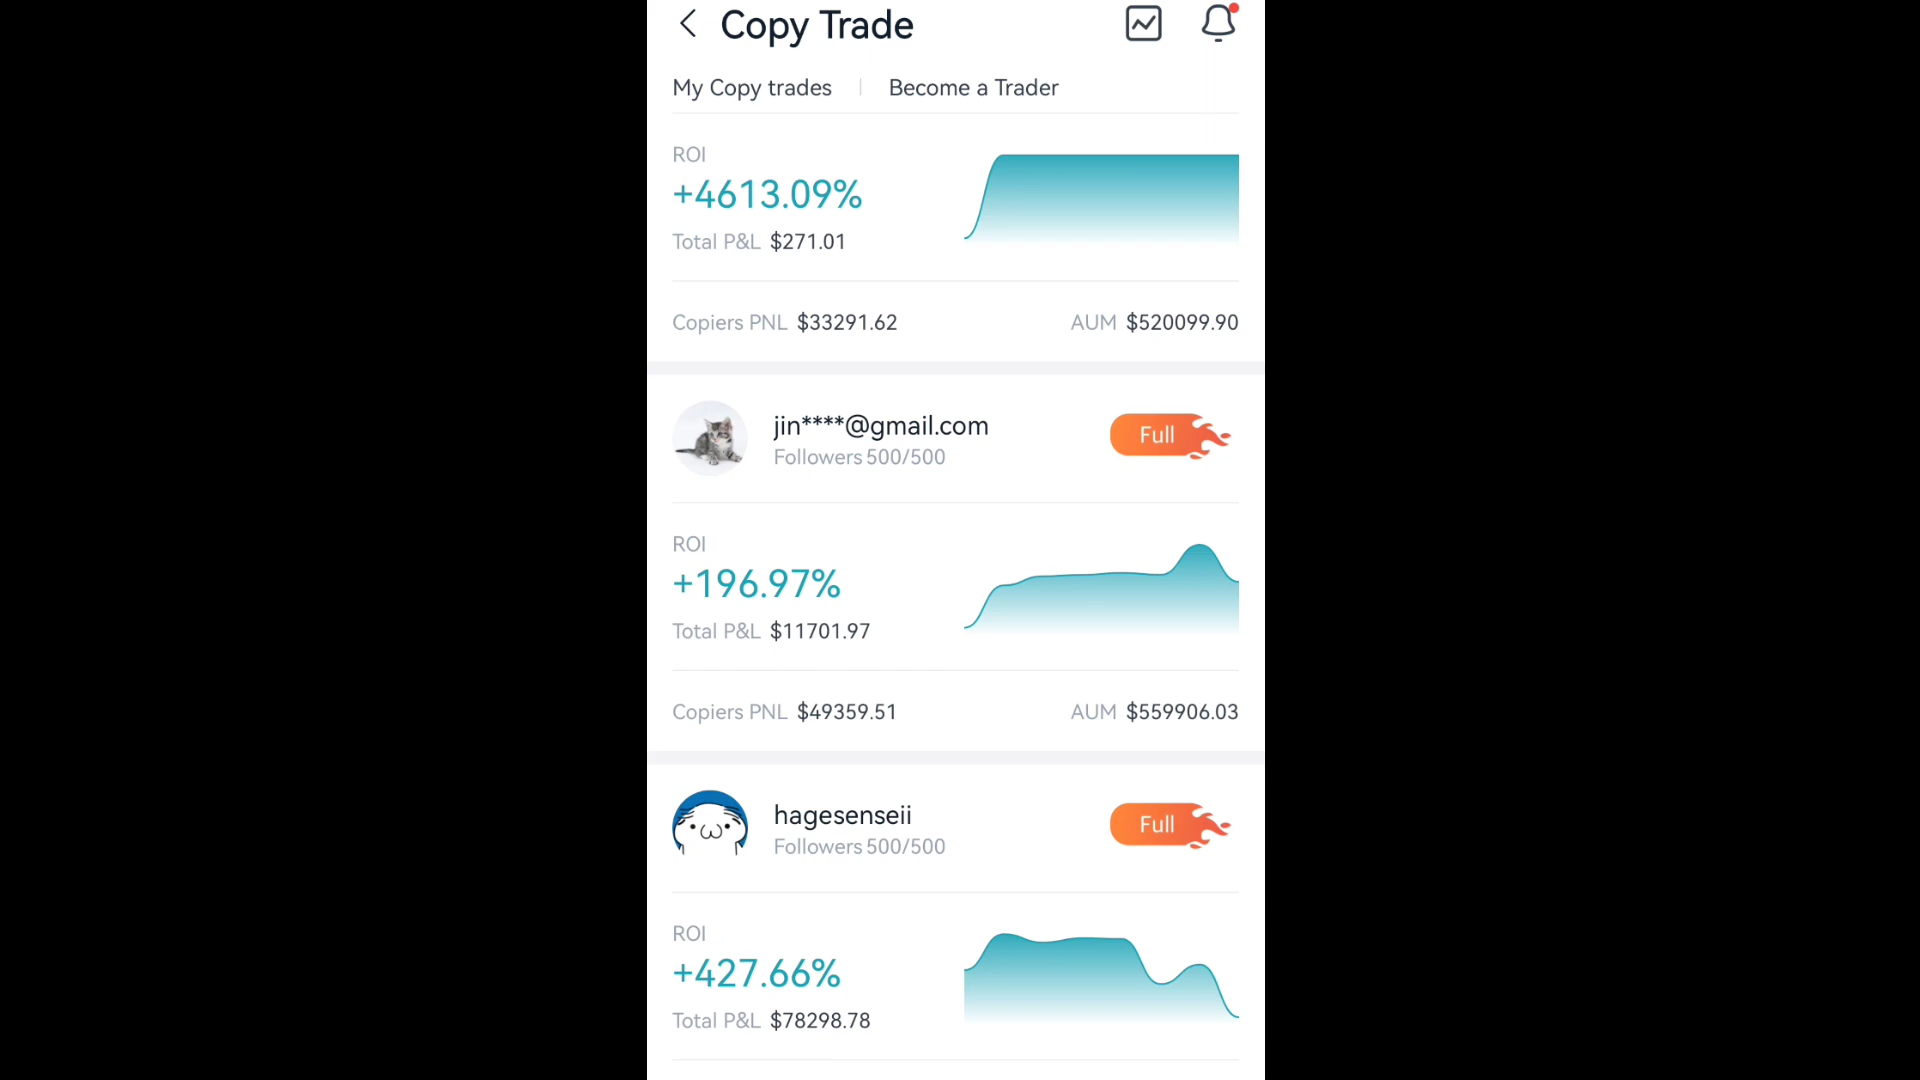 Copy Trade
My Copy trades
Become a Trader
ROI
+4613.09%
Total P&L $271.01
Copiers PNL $33291.62
AUM $520099.90
jin****@gmail.com
Followers 500/500
Full
ROI
+196.97%
Total P&L $11701.97
Copiers PNL $49359.51
AUM $559906.03
hagesenseii
Followers 500/500
Full
ROI
+427.66%
Total P&L $78298.78